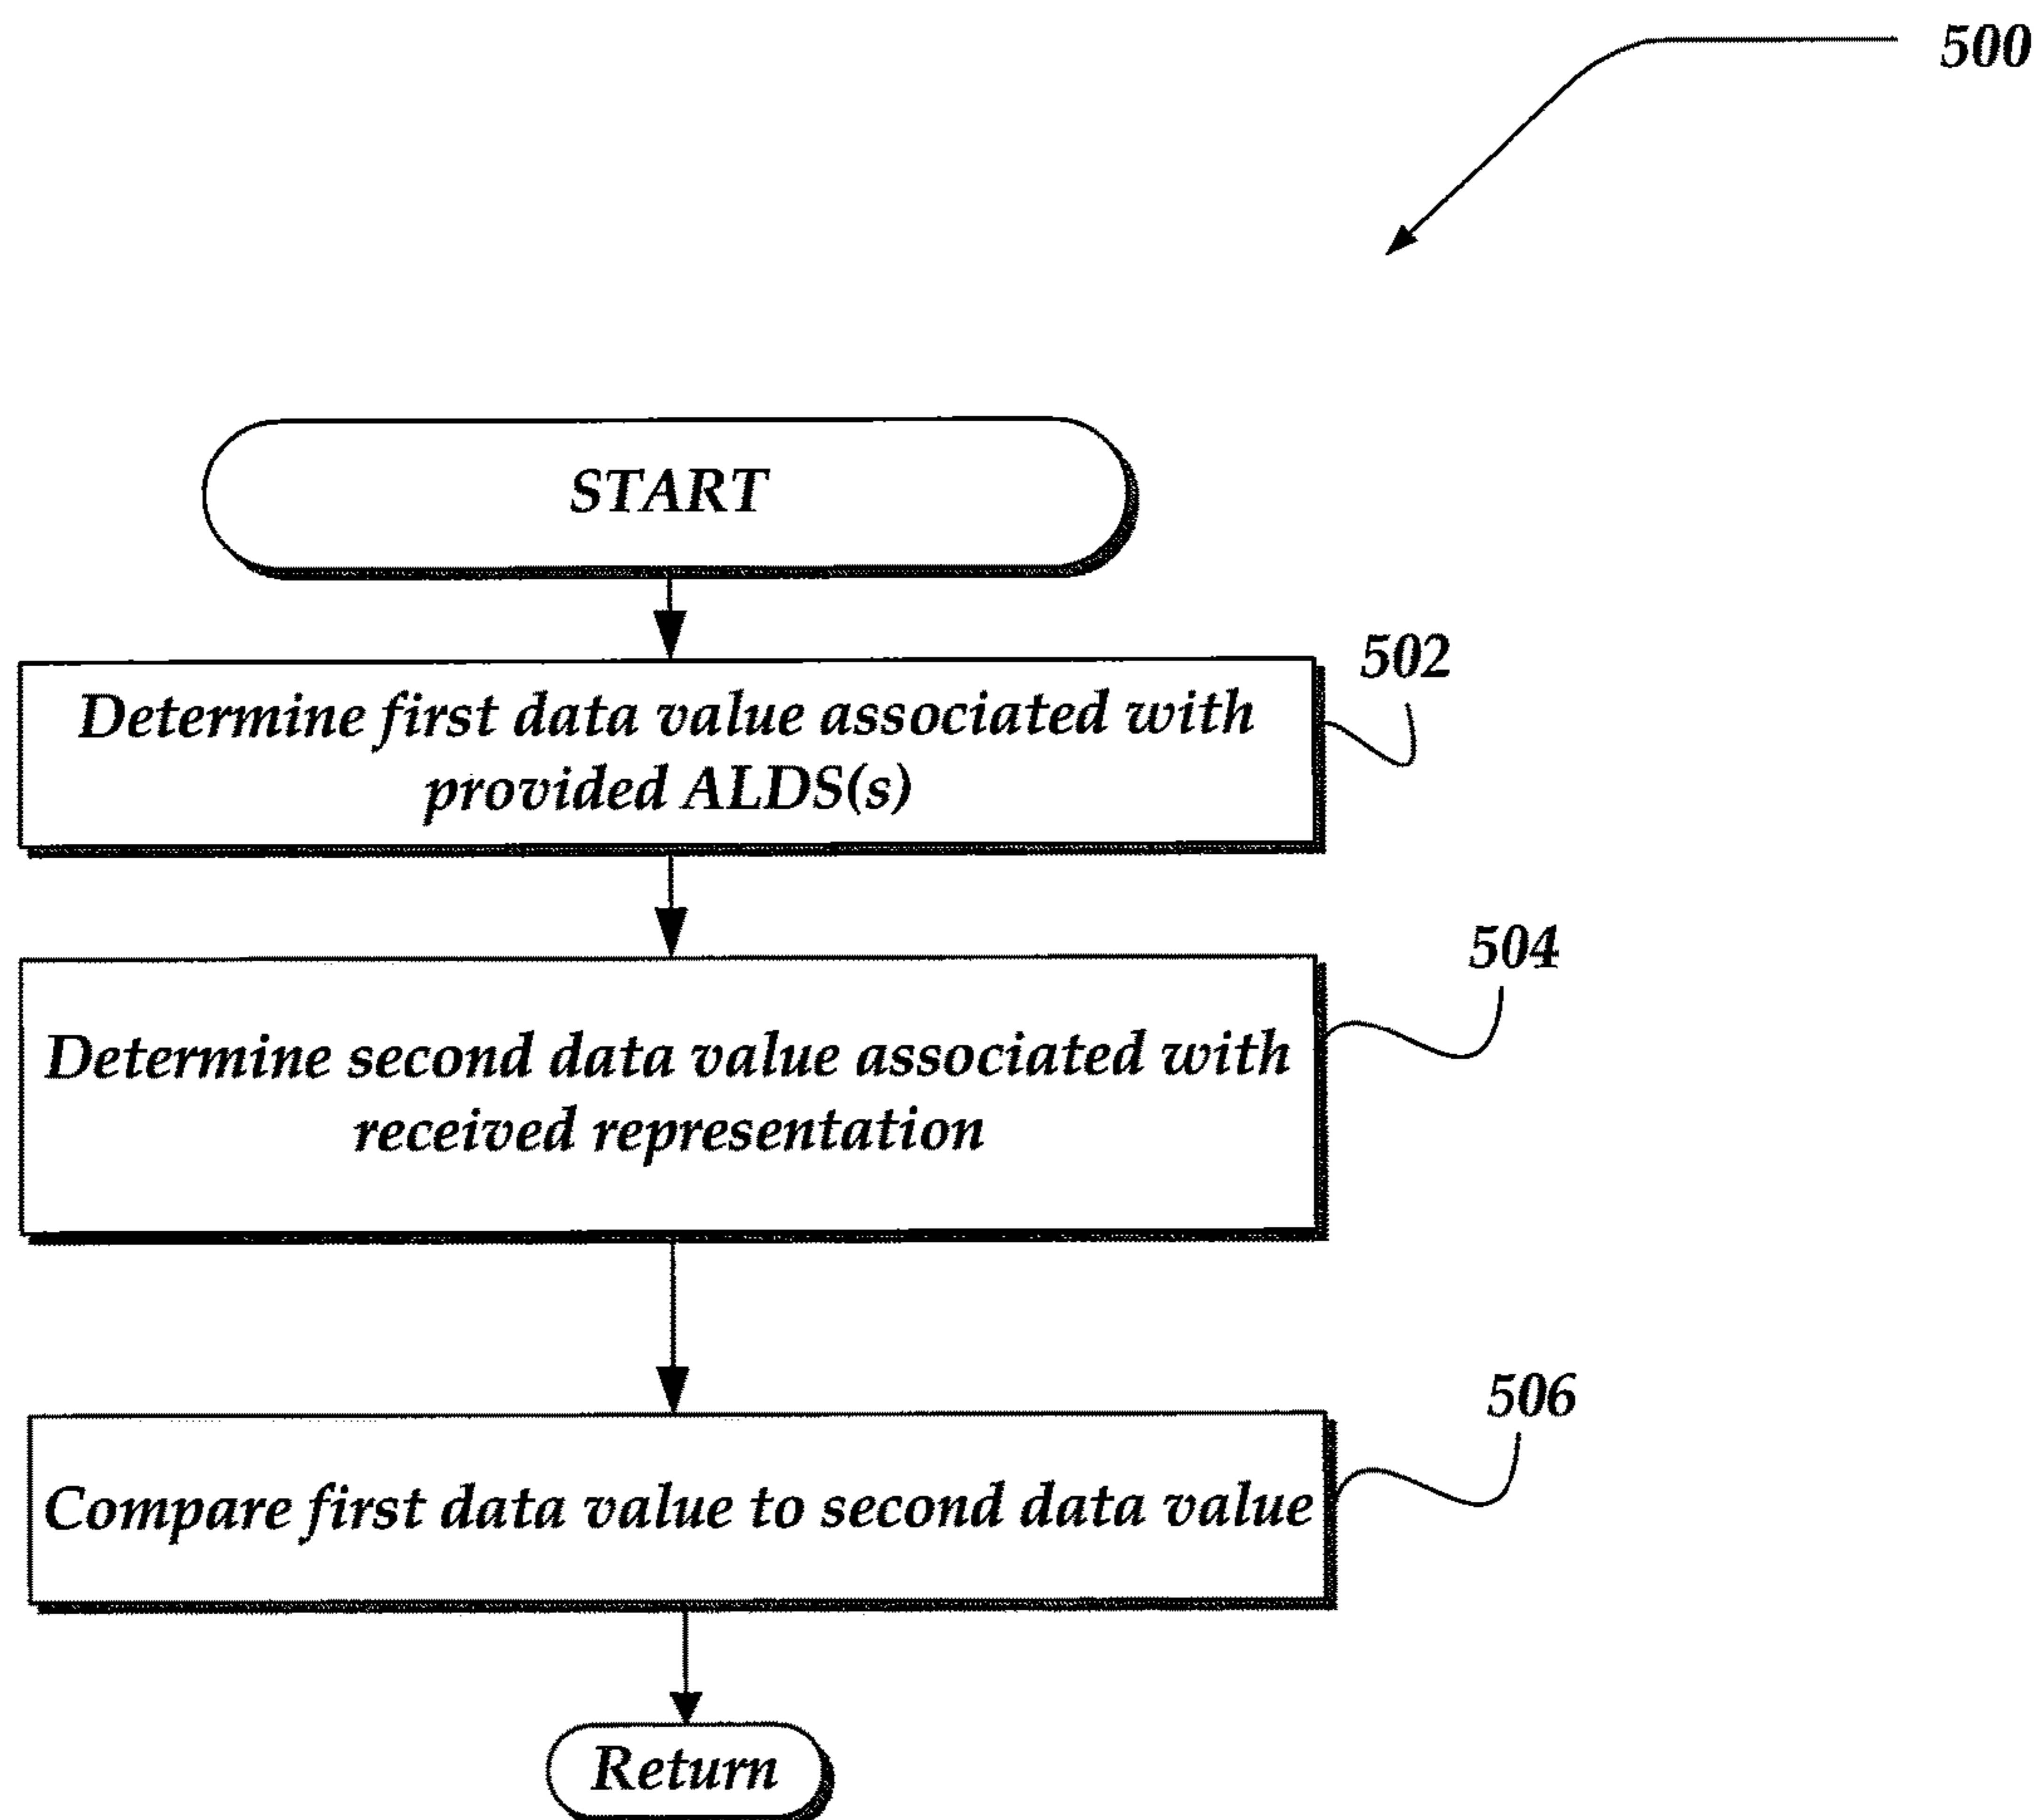 500
START
502
Determine first data value associated with
provided ALDS(s)
504
Determine second data value associated with
received representation
506
Compare first data value to second data value
Return